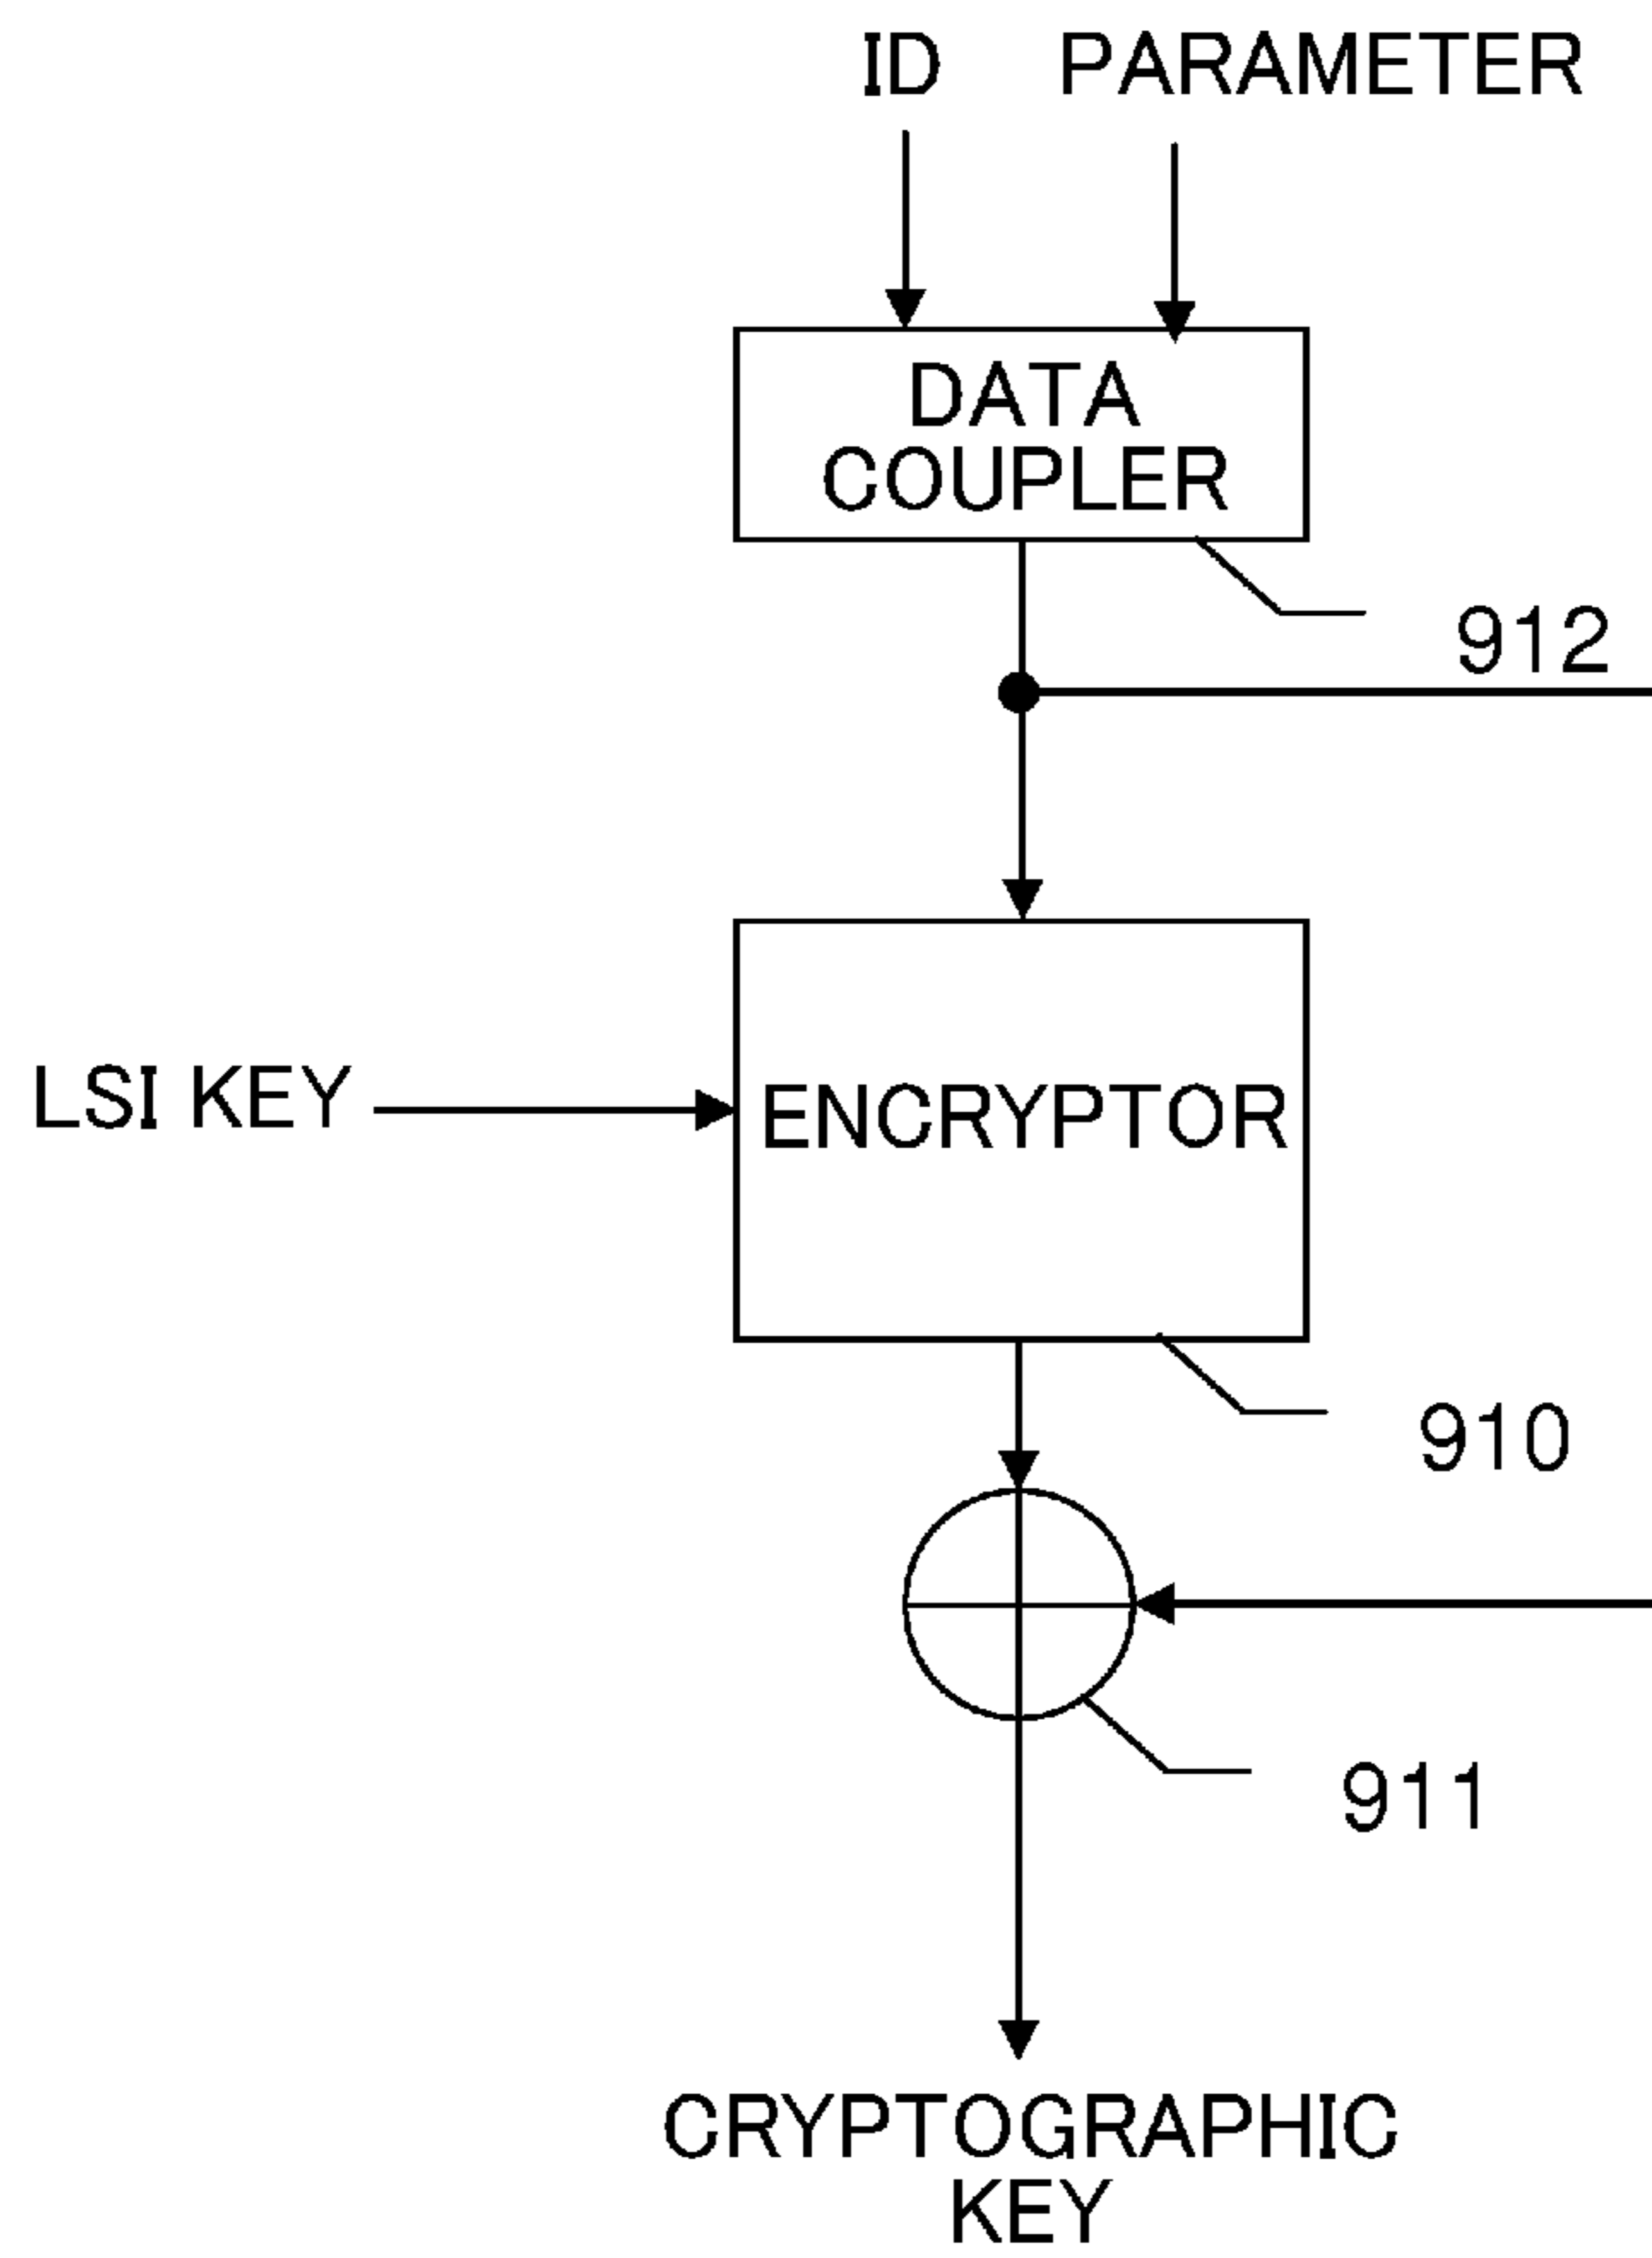 ID PARAMETER
DATA
COUPLER
912
LSI KEY
ENCRYPTOR
910
911
CRYPTOGRAPHIC
KEY